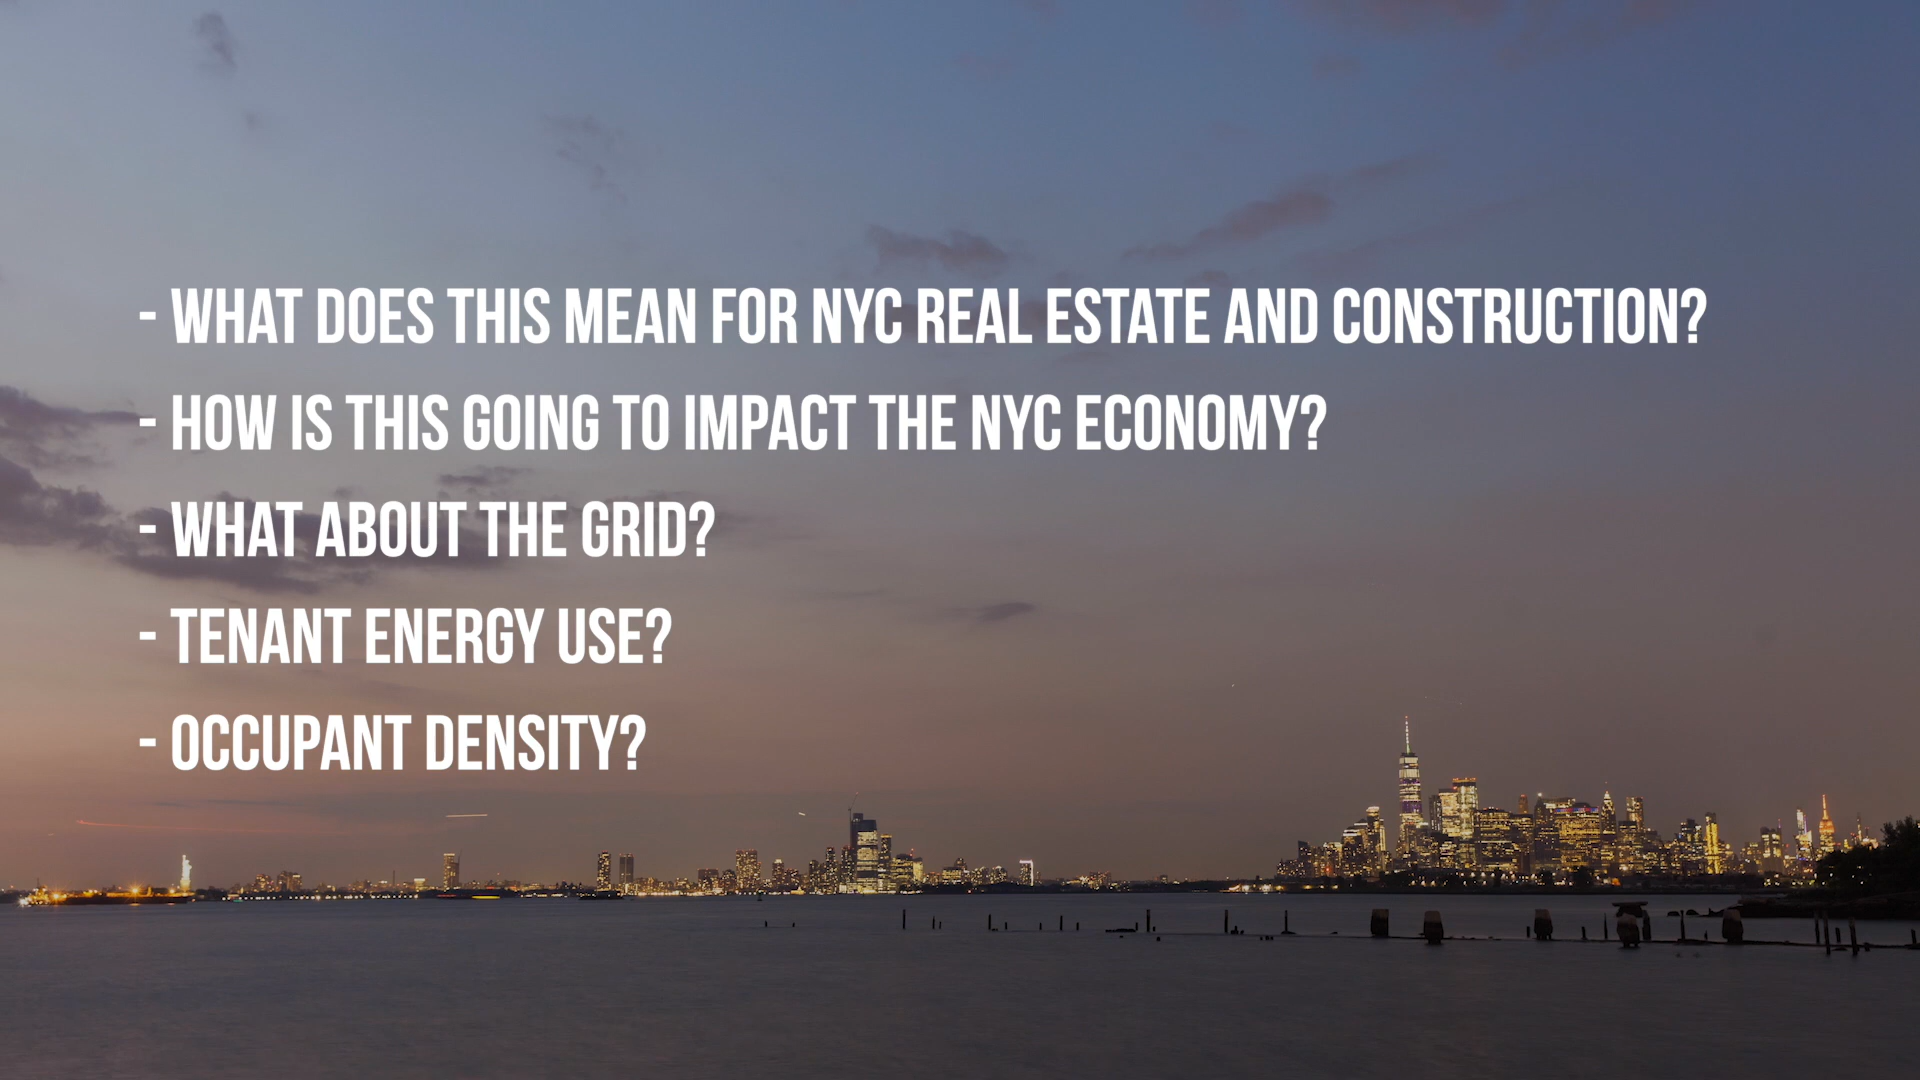 - WHAT DOES THIS MEAN FOR NYC REAL ESTATE AND CONSTRUCTION?
- HOW IS THIS GOING TO IMPACT THE NYC ECONOMY?
- WHAT ABOUT THE GRID?
- TENANT ENERGY USE?
- OCCUPANT DENSITY?